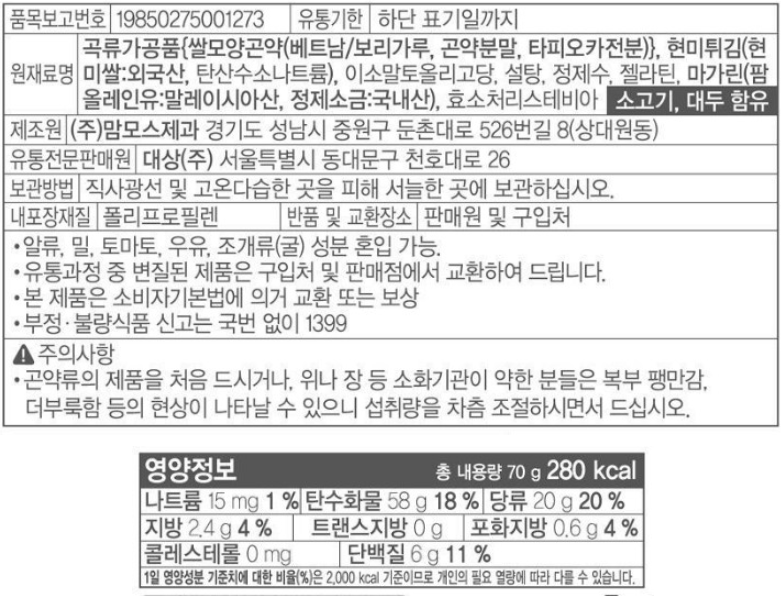 품목보고번호 19850275001273 유통기한 하단 표기일까지
원재료명 곡류가공품{쌀모양곤약(베트남/보리가루, 곤약분말, 타피오카전분)}, 현미튀김(현
미쌀:외국산, 탄산수소나트륨), 이소말토올리고당, 설탕, 정제수, 젤라틴, 마가린(팜
올레인유:말레이시아산, 정제소금:국내산), 효소처리스테비아 소고기, 대두 함유
제조원 (주)맘모스제과 경기도 성남시 중원구 둔촌대로 526번길 8(상대원동)
유통전문판매원 대상(주) 서울특별시 동대문구 천호대로 26
보관방법 직사광선 및 고온다습한 곳을 피해 서늘한 곳에 보관하십시오.
내포장재질 폴리프로필렌 반품 및 교환장소 판매원 및 구입처
•알류, 밀, 토마토, 우유, 조개류(굴) 성분 혼입 가능.
•유통과정 중 변질된 제품은 구입처 및 판매점에서 교환하여 드립니다.
•본 제품은 소비자기본법에 의거 교환 또는 보상
•부정·불량식품 신고는 국번 없이 1399
주의사항
•곤약류의 제품을 처음 드시거나, 위나 장 등 소화기관이 약한 분들은 복부 팽만감,
더부룩함 등의 현상이 나타날 수 있으니 섭취량을 차츰 조절하시면서 드십시오.
영양정보 총 내용량 70 g 280 kcal
나트륨 15 mg 1 % 탄수화물 58 g 18 % 당류 20 g 20 %
지방 2.4 g 4 % 트랜스지방 0 g 포화지방 0.6 g 4 %
콜레스테롤 0 mg 단백질 6 g 11 %
1일 영양성분 기준치에 대한 비율(%)은 2,000 kcal 기준이므로 개인의 필요 열량에 따라 다를 수 있습니다.